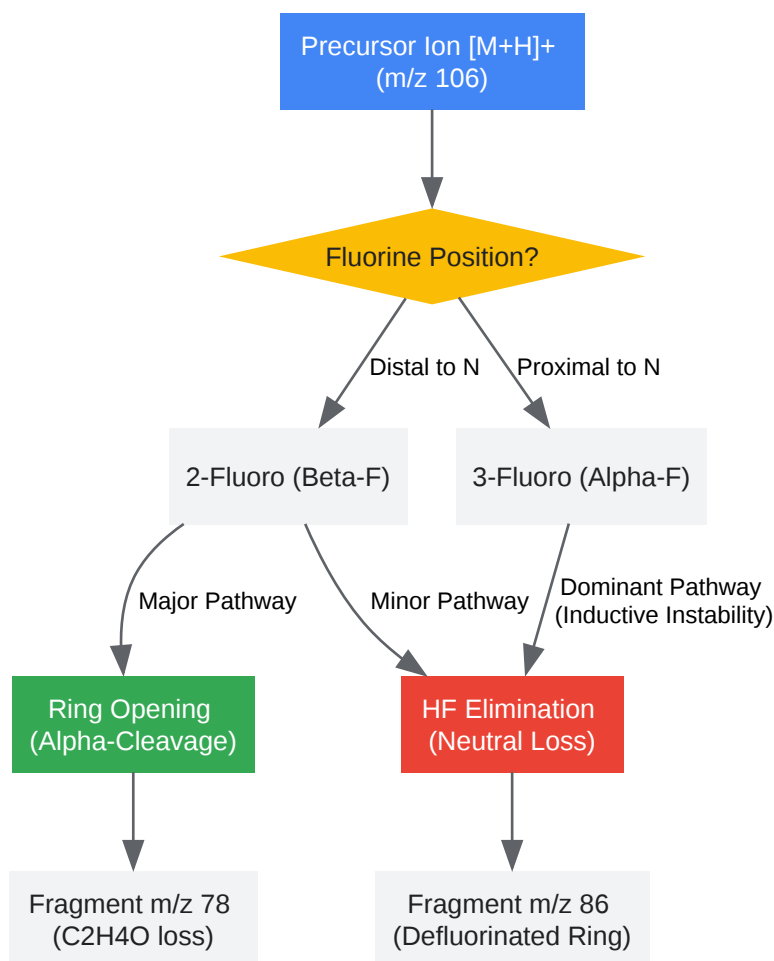 Precursor Ion [M+H]+
(m/z 106)
Fluorine Position?
Distal to N
Proximal to N
2-Fluoro (Beta-F)
3-Fluoro (Alpha-F)
Major Pathway
Minor Pathway
Dominant Pathway
(Inductive Instability)
Ring Opening
(Alpha-Cleavage)
HF Elimination
(Neutral Loss)
Fragment m/z 78
(C2H4O loss)
Fragment m/z 86
(Defluorinated Ring)